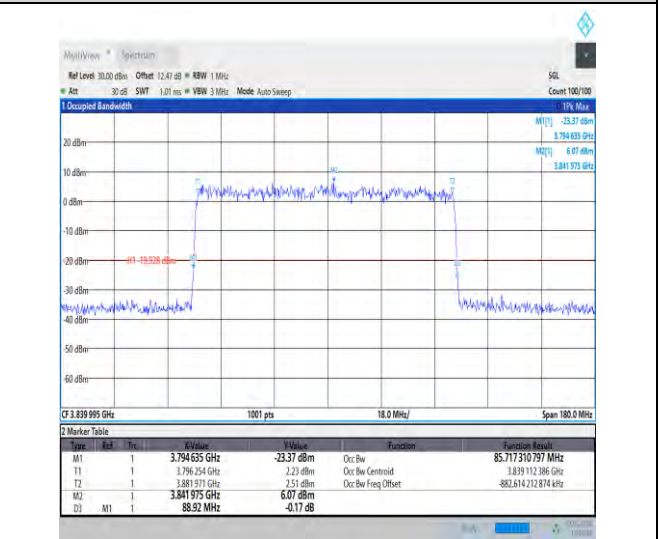 MultiView Spectrum
Ref Level 30.00 dBm Offset 12.47 dB RBW 1 MHz SGL
Att 30 dB SWT 1.01 ms VBW 3 MHz Mode Auto Sweep Count 100/100
1 Occupied Bandwidth 1Pk Max
M1[1] -23.37 dBm
3.794 635 GHz
20 dBm
M2[1] 6.07 dBm
3.841 975 GHz
10 dBm
0 dBm
-10 dBm
-20 dBm H1 -19.928 dBm
-30 dBm
-40 dBm
-50 dBm
-60 dBm
CF 3.839 995 GHz 1001 pts 18.0 MHz/ Span 180.0 MHz
2 Marker Table
Type Ref Trc X-Value Y-Value Function Function Result
M1 1 3.794 635 GHz -23.37 dBm Occ Bw 85.717 310 797 MHz
T1 1 3.796 254 GHz 2.23 dBm Occ Bw Centroid 3.839 112 386 GHz
T2 1 3.881 971 GHz 2.51 dBm Occ Bw Freq Offset -882.614 212 874 kHz
M2 1 3.841 975 GHz 6.07 dBm
D3 M1 1 88.92 MHz -0.17 dB